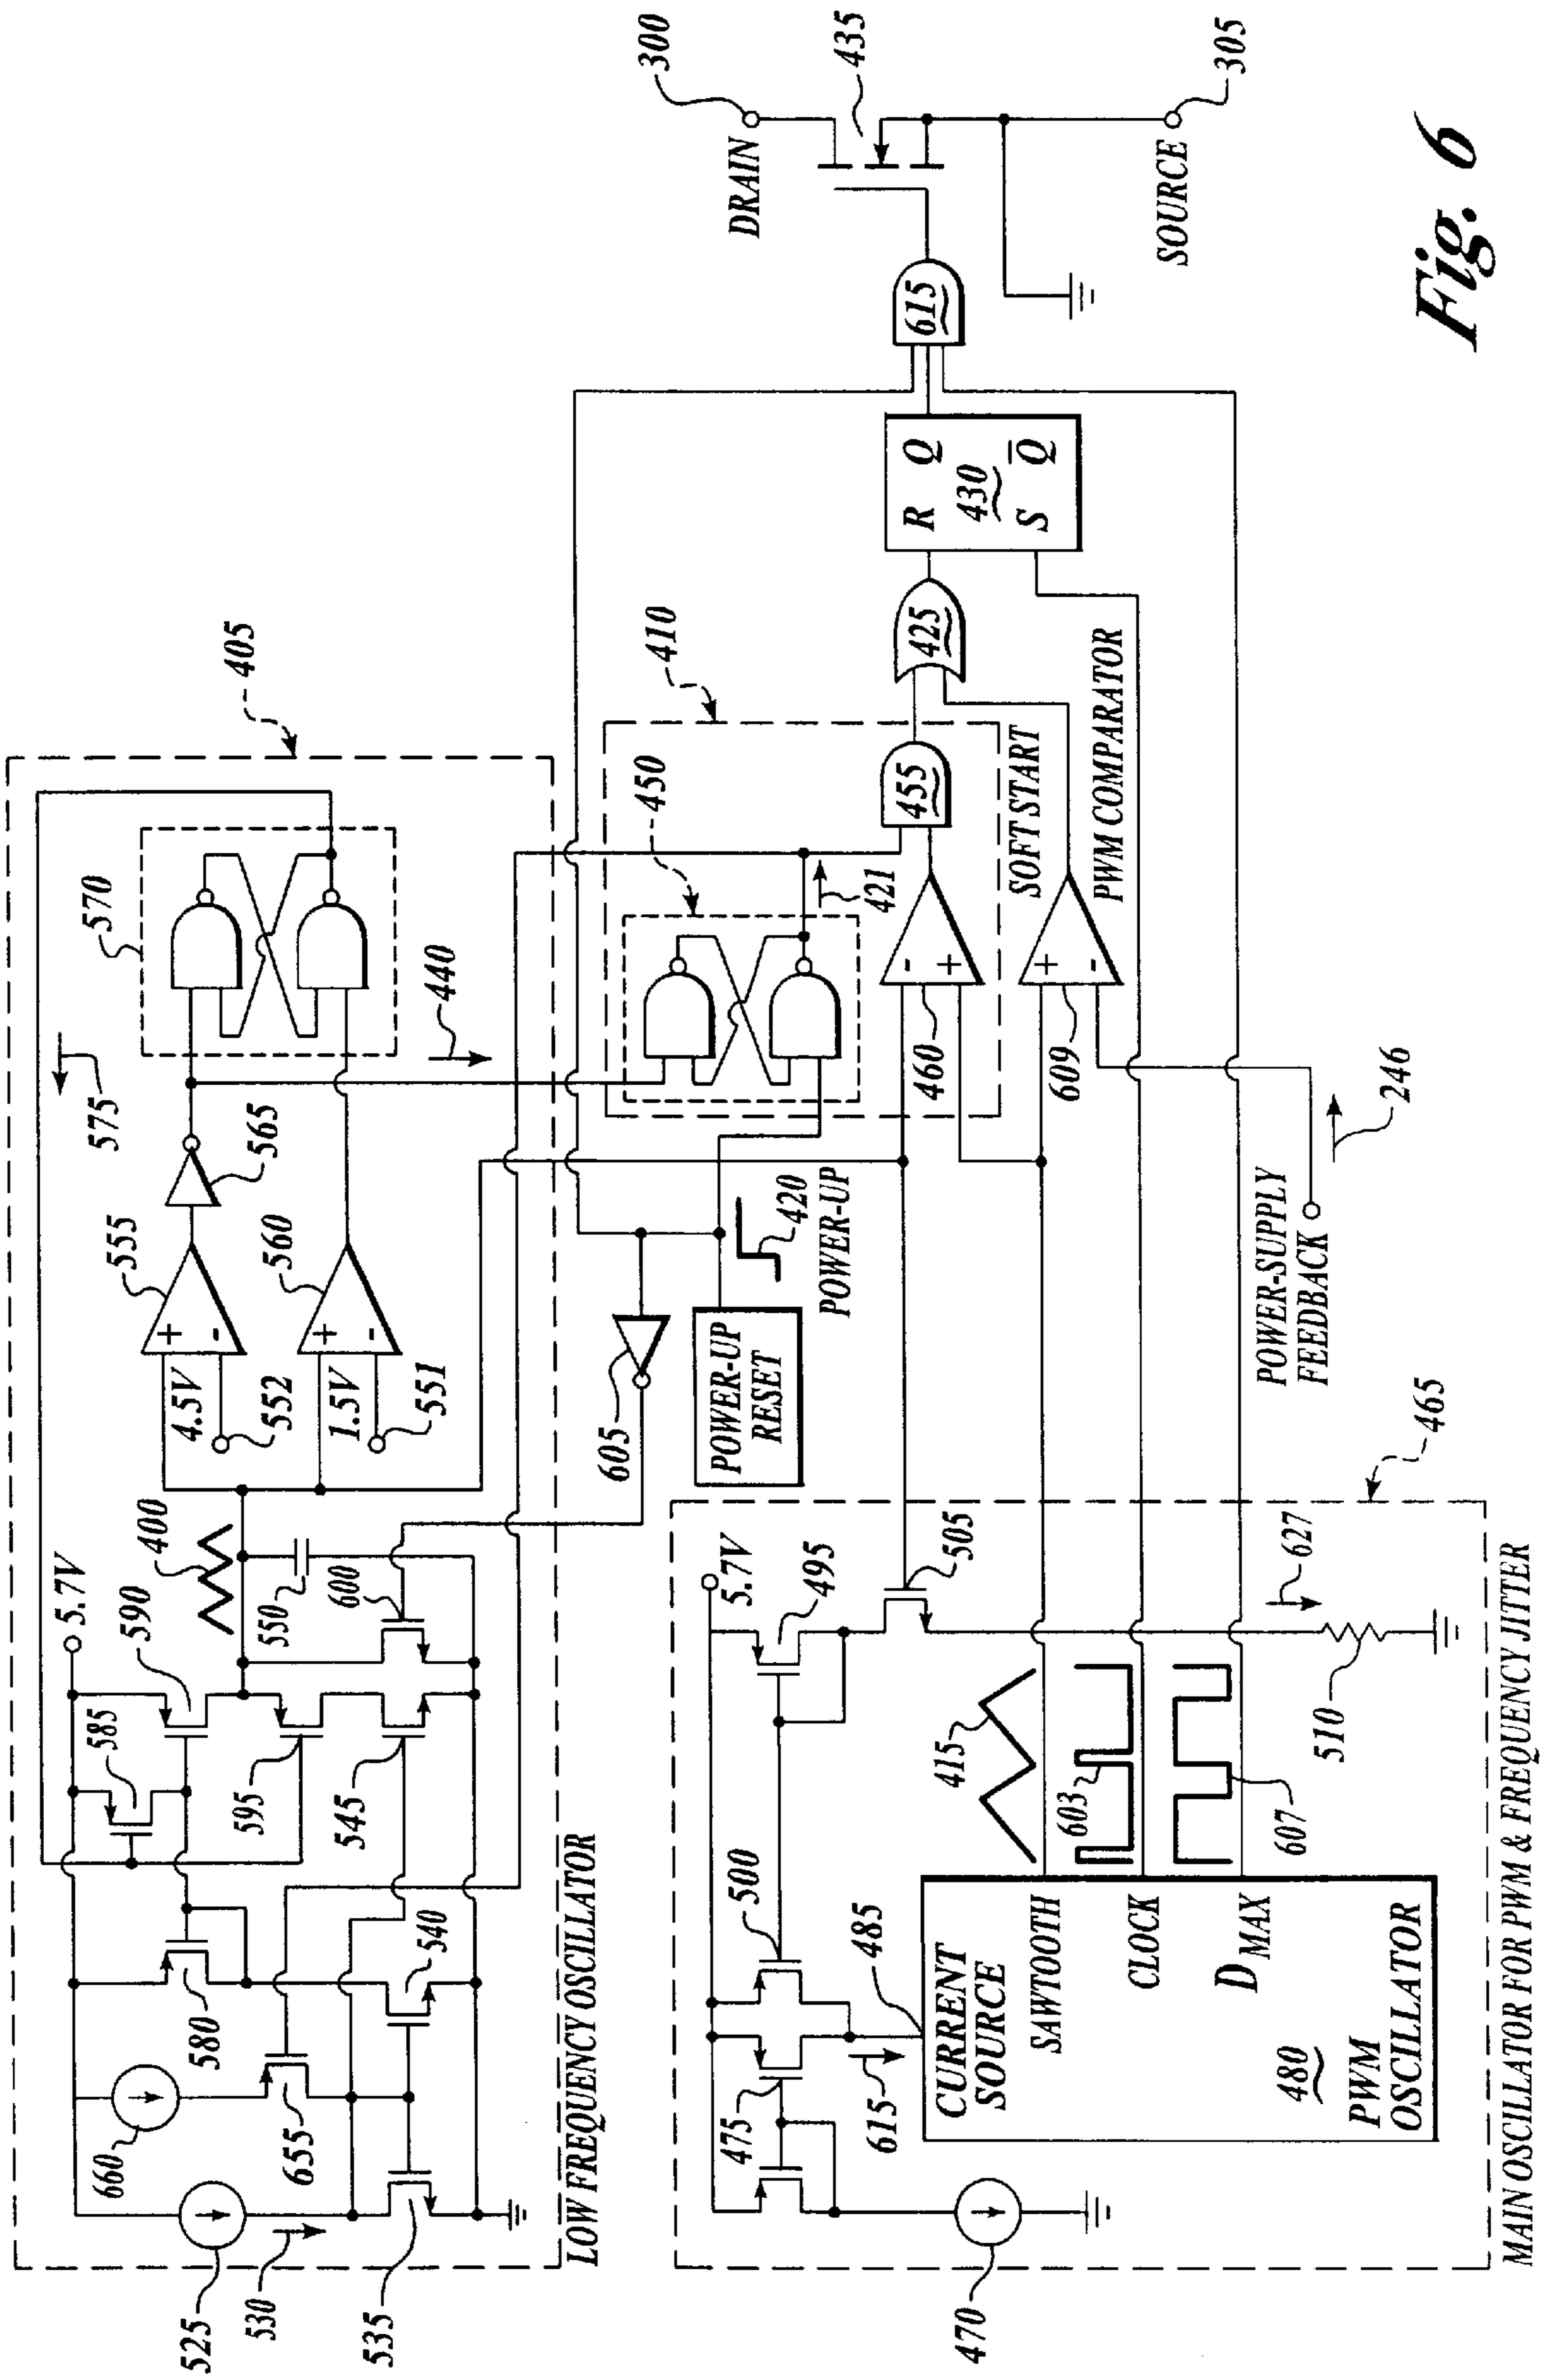 405
570
575
440
555
565
4.5V
552
560
1.5V
551
5.7V
400
590
585
550
600
595
545
580
540
660
655
525
530
535
LOW FREQUENCY OSCILLATOR
605
POWER-UP
RESET
420
POWER-UP
410
450
421
455
460
SOFT START
425
R Q
430
S Q̅
615
DRAIN
300
435
SOURCE
305
609
PWM COMPARATOR
POWER-SUPPLY
FEEDBACK
246
465
5.7V
495
505
627
510
500
475
615
485
470
415
603
607
CURRENT
SOURCE
SAWTOOTH
CLOCK
DMAX
480
PWM
OSCILLATOR
MAIN OSCILLATOR FOR PWM & FREQUENCY JITTER
Fig. 6
+
-
+
-
-
+
+
-